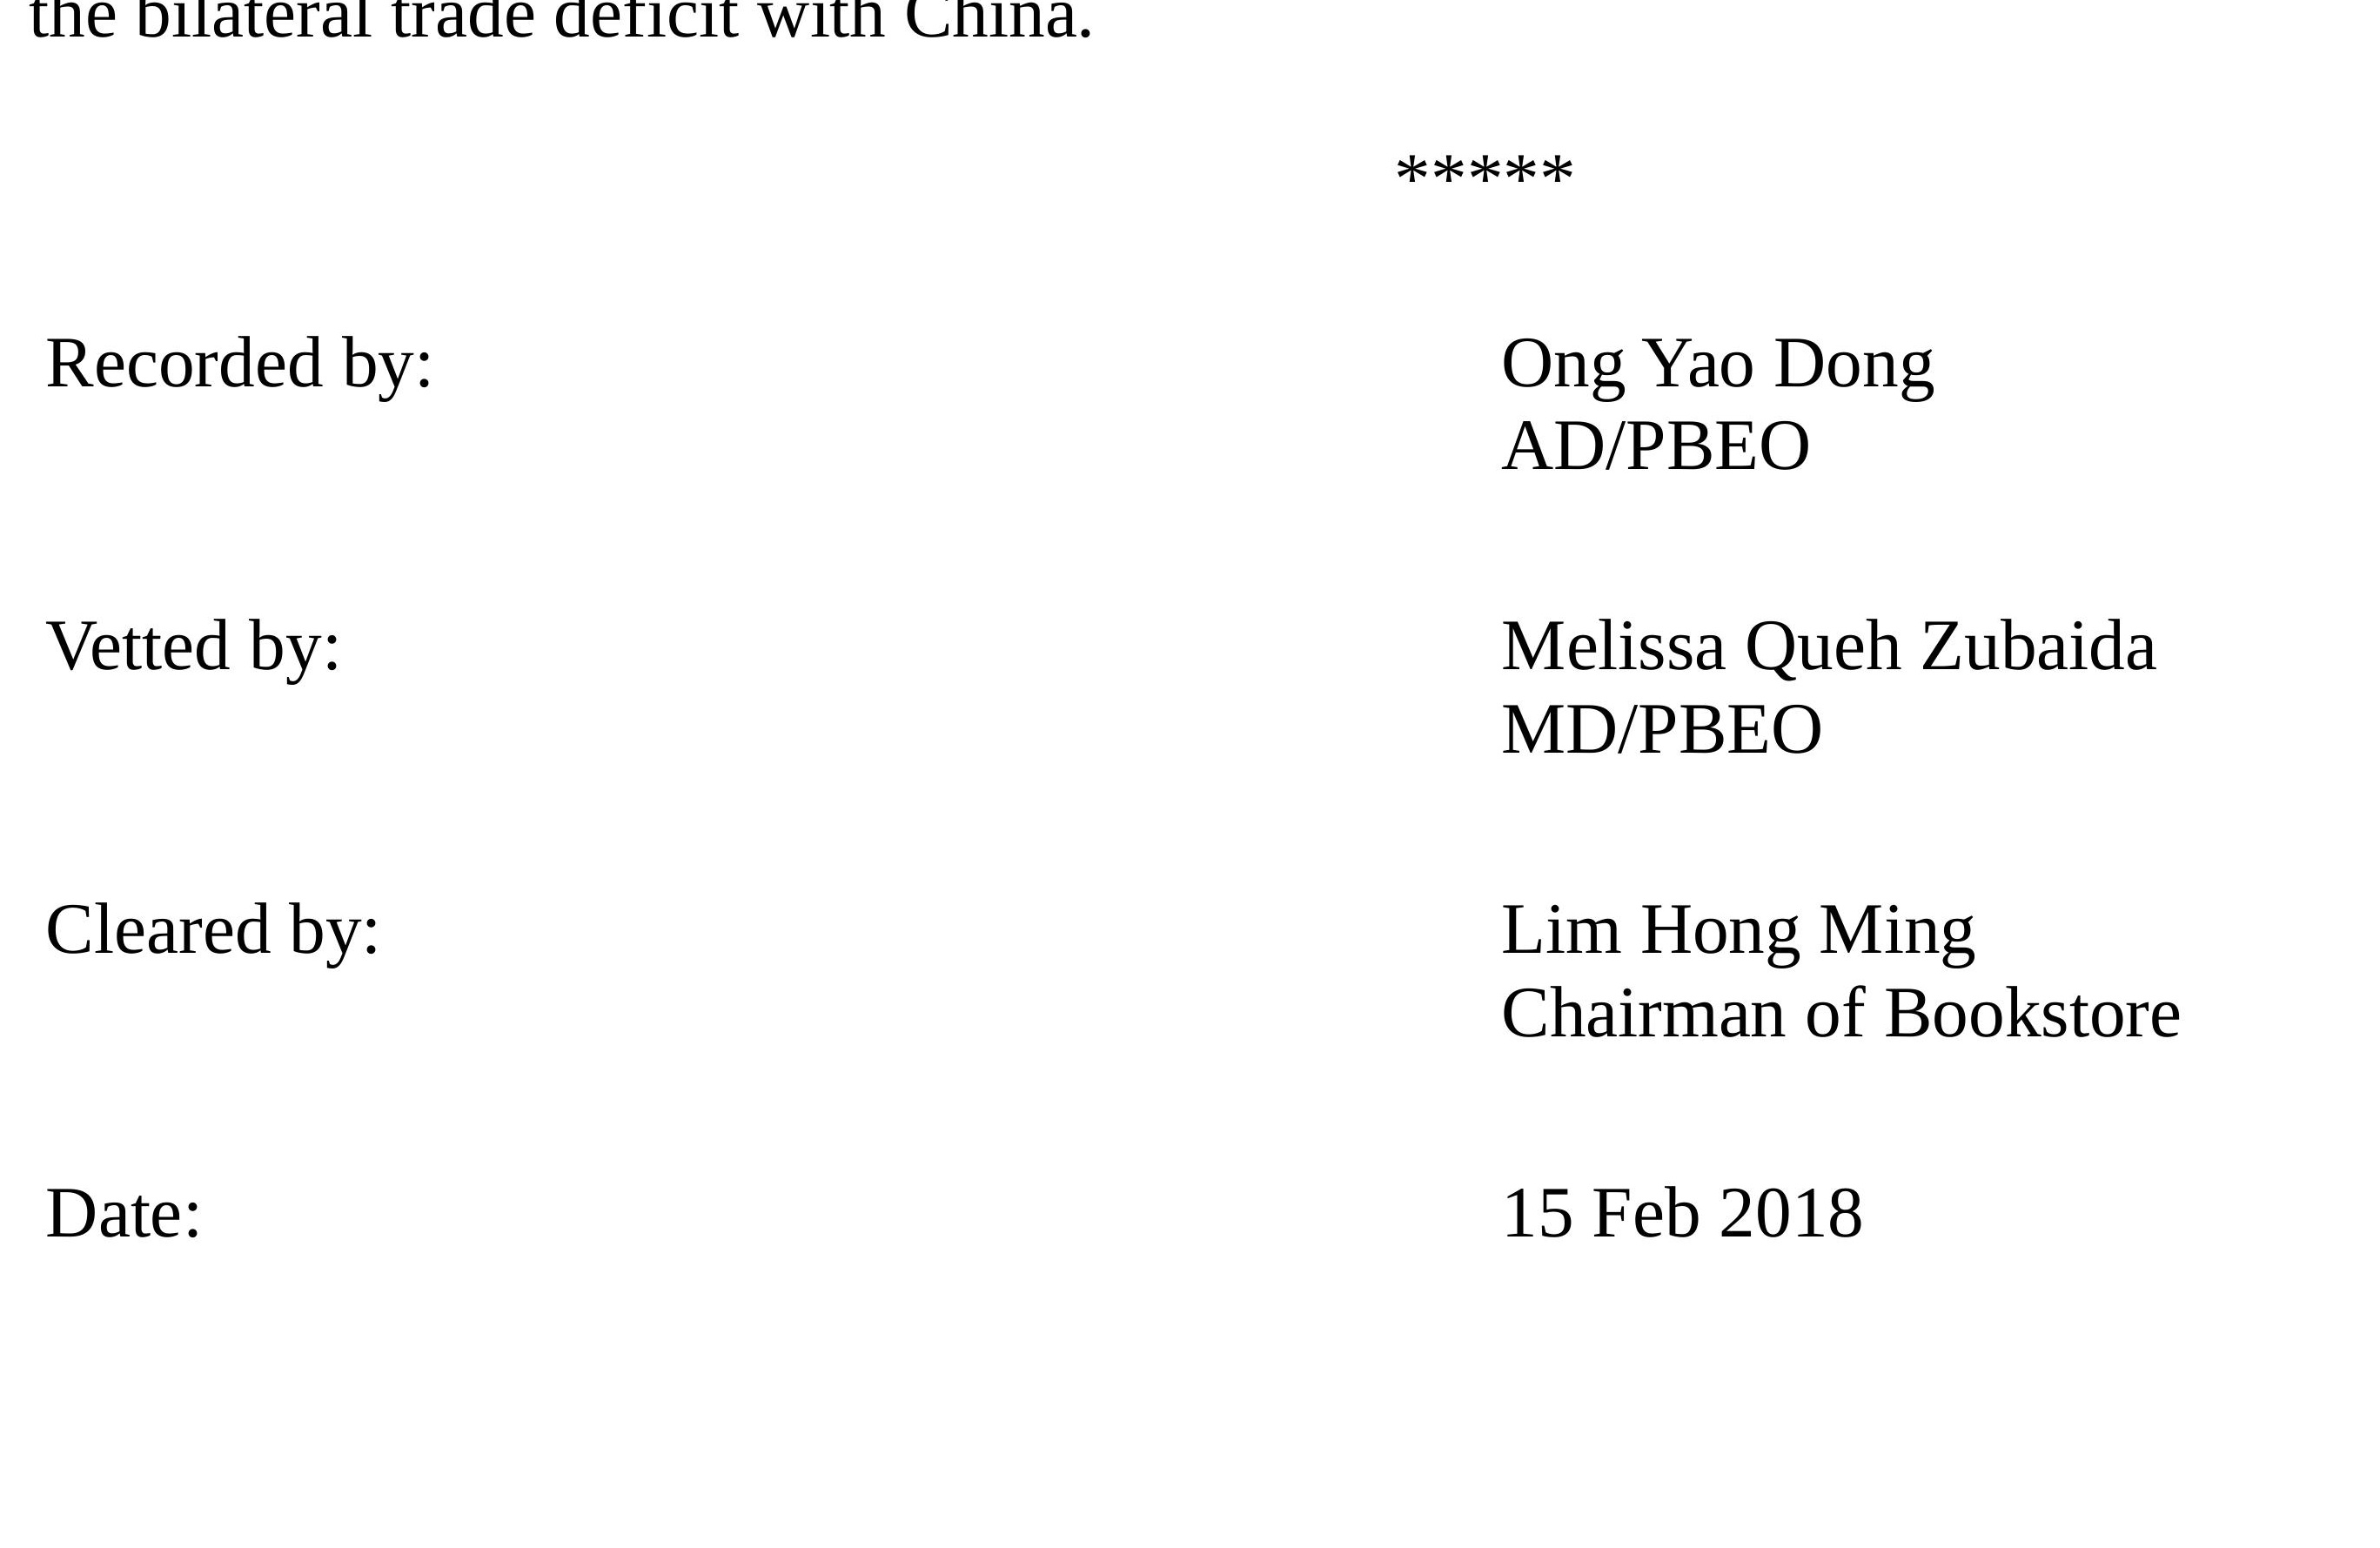 the bilateral trade deficit with China.
*****
Recorded by: Ong Yao Dong
AD/PBEO
Vetted by: Melissa Queh Zubaida
MD/PBEO
Cleared by: Lim Hong Ming
Chairman of Bookstore
Date: 15 Feb 2018